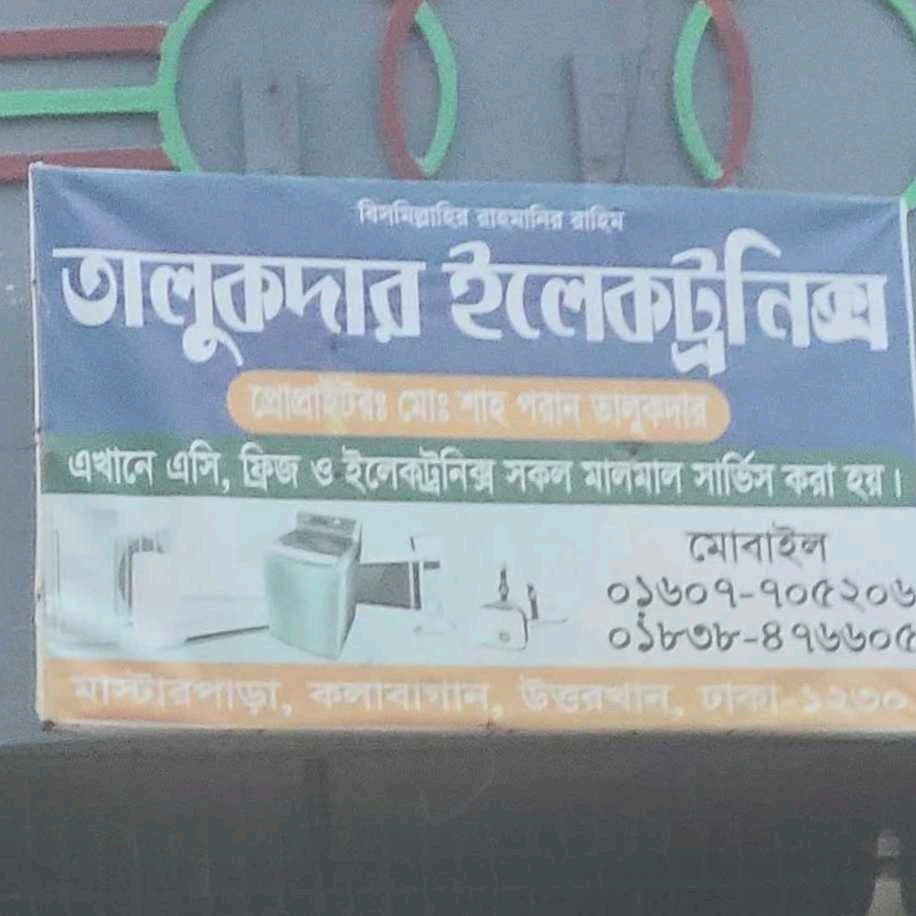 বিসমিল্লাহির রাহমানির রাহিম
তালুকদার ইলেকট্রনিক্স
প্রোপ্রাইটরঃ মোঃ শাহ পরান তালুকদার
এখানে এসি, ফ্রিজ ও ইলেকট্রনিক্স সকল মালমাল সার্ভিস করা হয়।
মোবাইল
০১৬০৭-৭০৫২০৬
০১৮৩৮-৪৭৬৬০৫
মাস্টারপাড়া, কলাবাগান, উত্তরখান, ঢাকা-১২৩০